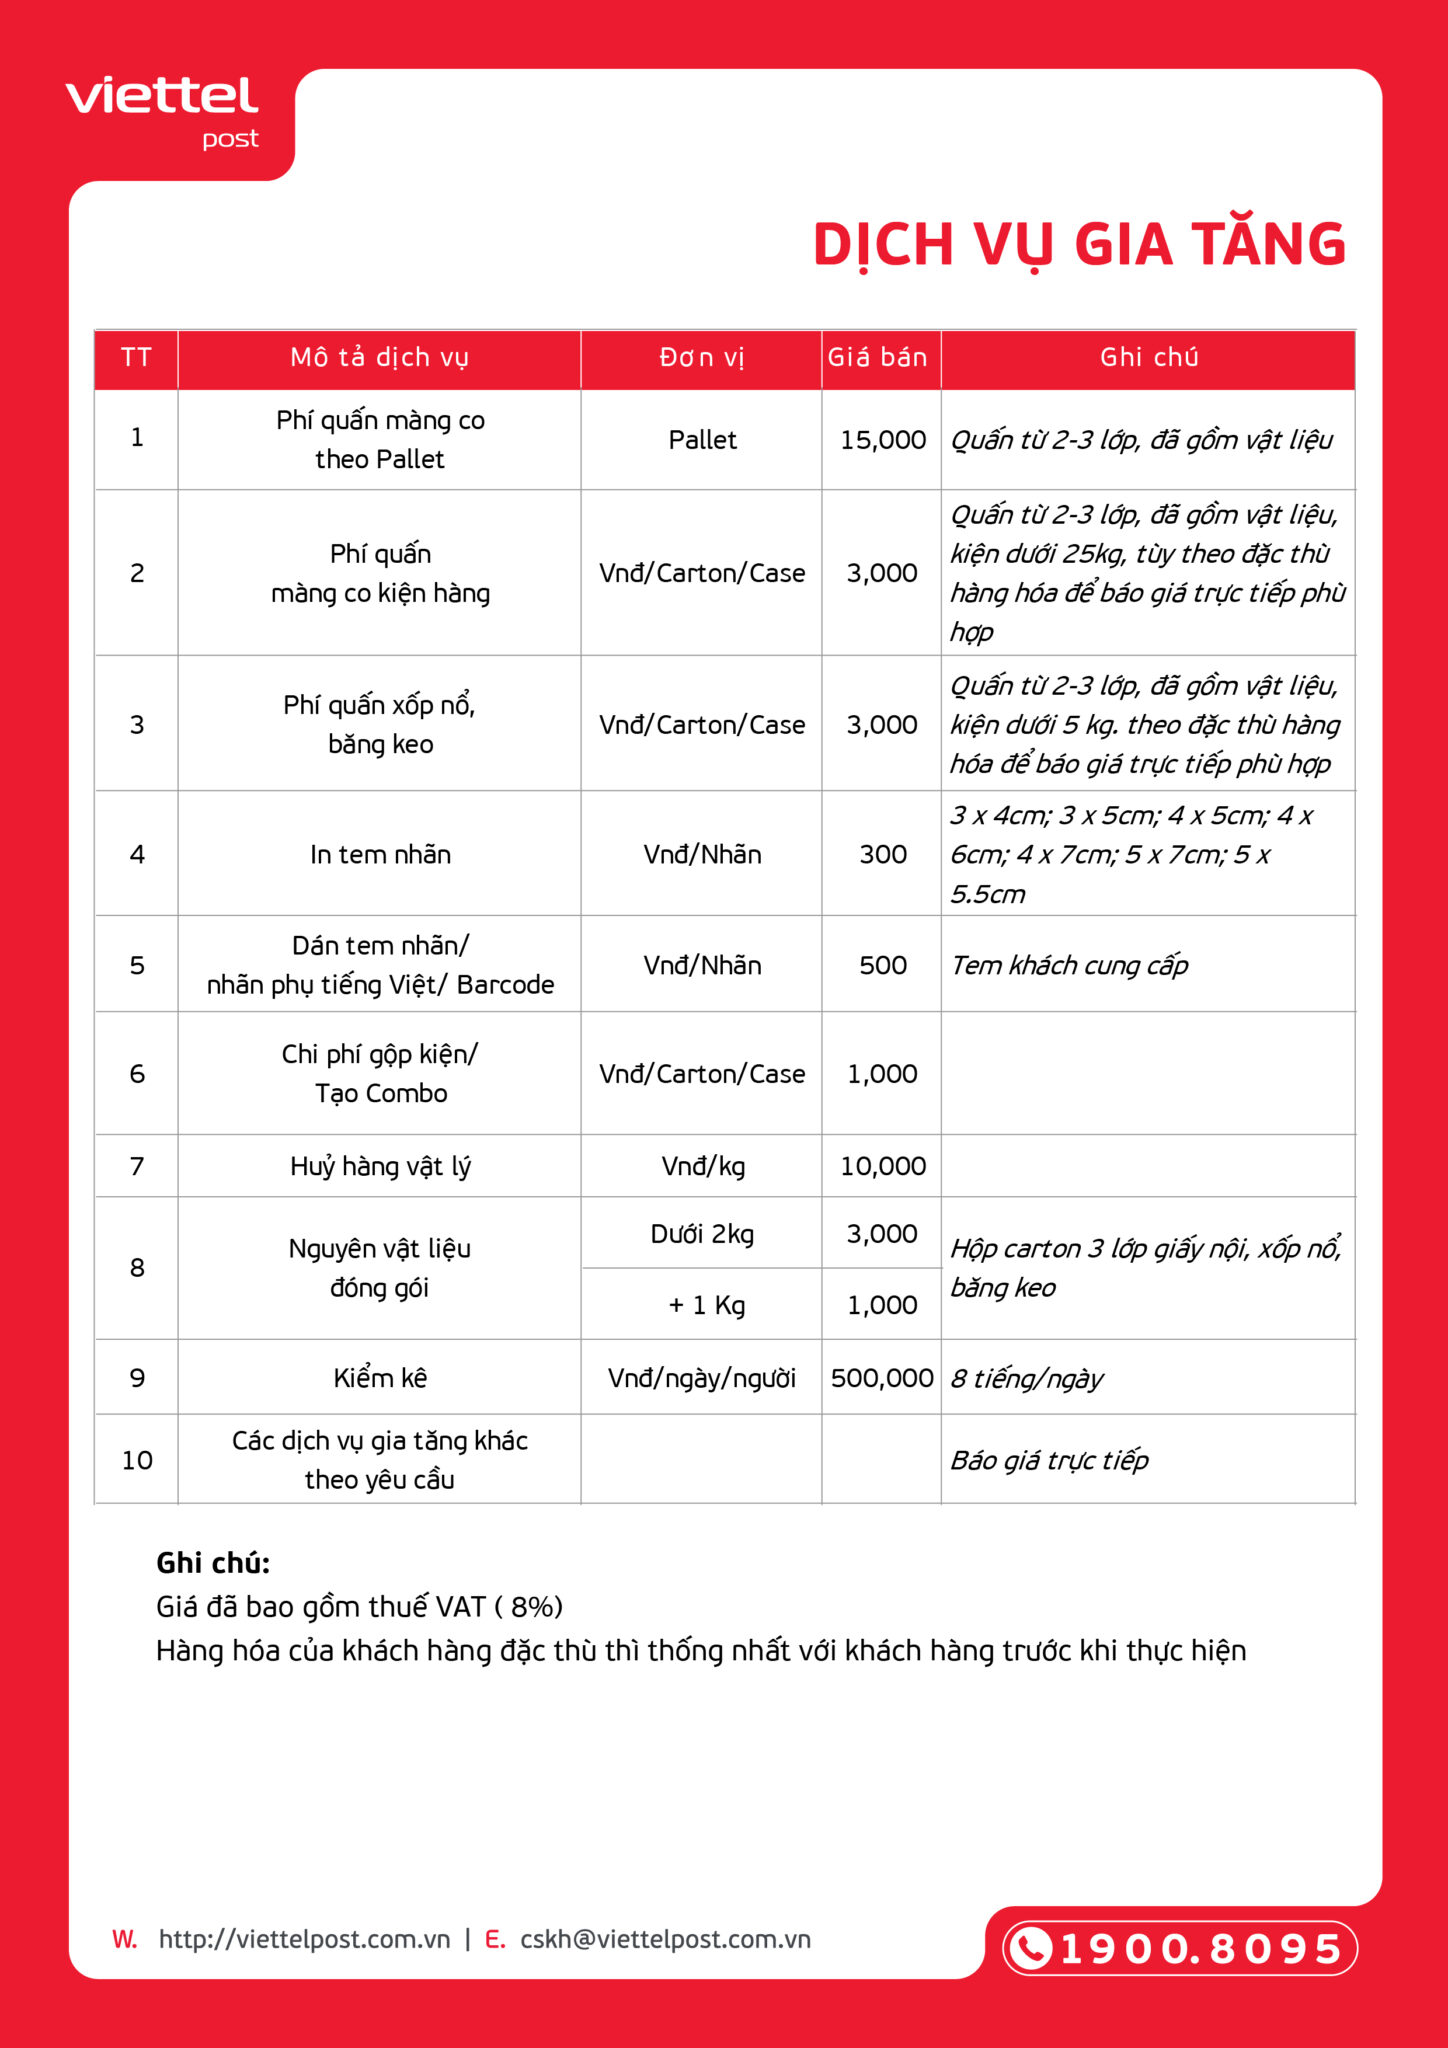 viettel
post
DỊCH VỤ GIA TĂNG
TT Mô tả dịch vụ Đơn vị Giá bán Ghi chú
1 Phí quấn màng co
theo Pallet Pallet 15,000 Quấn từ 2-3 lớp, đã gồm vật liệu
2 Phí quấn
màng co kiện hàng Vnđ/Carton/Case 3,000 Quấn từ 2-3 lớp, đã gồm vật liệu,
kiện dưới 25kg, tùy theo đặc thù
hàng hóa để báo giá trực tiếp phù
hợp
3 Phí quấn xốp nổ,
băng keo Vnđ/Carton/Case 3,000 Quấn từ 2-3 lớp, đã gồm vật liệu,
kiện dưới 5 kg. theo đặc thù hàng
hóa để báo giá trực tiếp phù hợp
4 In tem nhãn Vnđ/Nhãn 300 3 x 4cm; 3 x 5cm; 4 x 5cm; 4 x
6cm; 4 x 7cm; 5 x 7cm; 5 x
5.5cm
5 Dán tem nhãn/
nhãn phụ tiếng Việt/ Barcode Vnđ/Nhãn 500 Tem khách cung cấp
6 Chi phí gộp kiện/
Tạo Combo Vnđ/Carton/Case 1,000
7 Huỷ hàng vật lý Vnđ/kg 10,000
8 Nguyên vật liệu
đóng gói Dưới 2kg 3,000 Hộp carton 3 lớp giấy nội, xốp nổ,
băng keo
+ 1 Kg 1,000
9 Kiểm kê Vnđ/ngày/người 500,000 8 tiếng/ngày
10 Các dịch vụ gia tăng khác
theo yêu cầu Báo giá trực tiếp
Ghi chú:
Giá đã bao gồm thuế VAT ( 8%)
Hàng hóa của khách hàng đặc thù thì thống nhất với khách hàng trước khi thực hiện
W. http://viettelpost.com.vn | E. cskh@viettelpost.com.vn
1900.8095